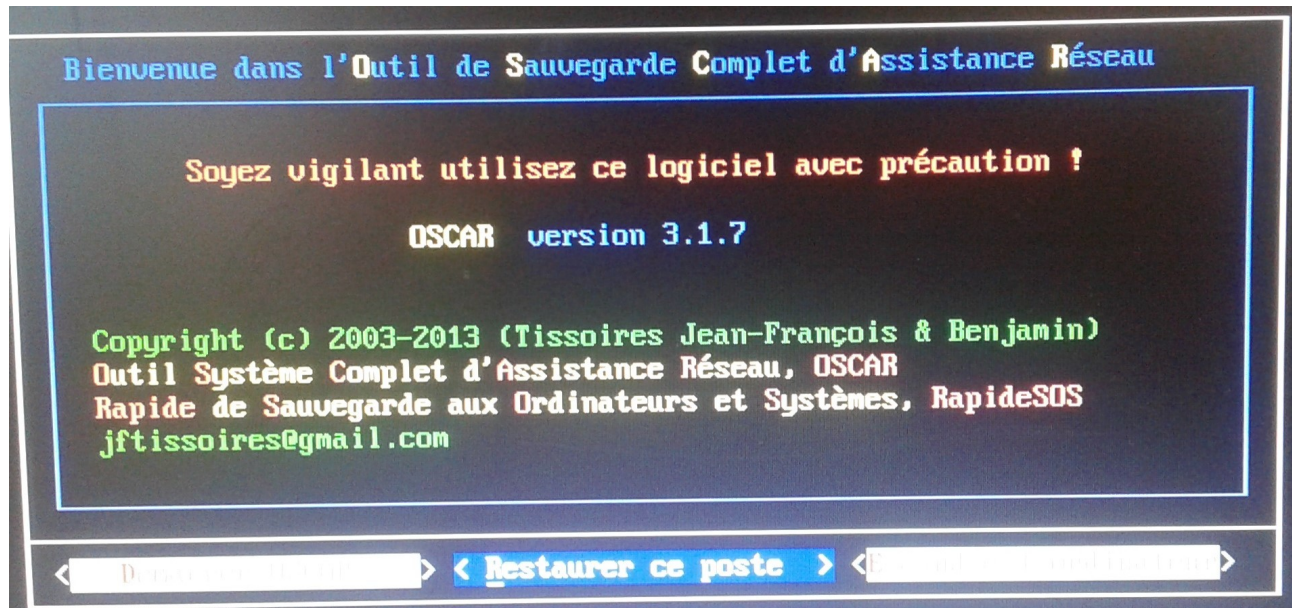 Bienvenue dans l'Outil de Sauvegarde Complet d'Assistance Réseau
Soyez vigilant utilisez ce logiciel avec précaution !
OSCAR version 3.1.7
Copyright (c) 2003-2013 (Tissoires Jean-François & Benjamin)
Outil Système Complet d'Assistance Réseau, OSCAR
Rapide de Sauvegarde aux Ordinateurs et Systèmes, RapideSOS
jftissoires@gmail.com
< > < Restaurer ce poste > < >